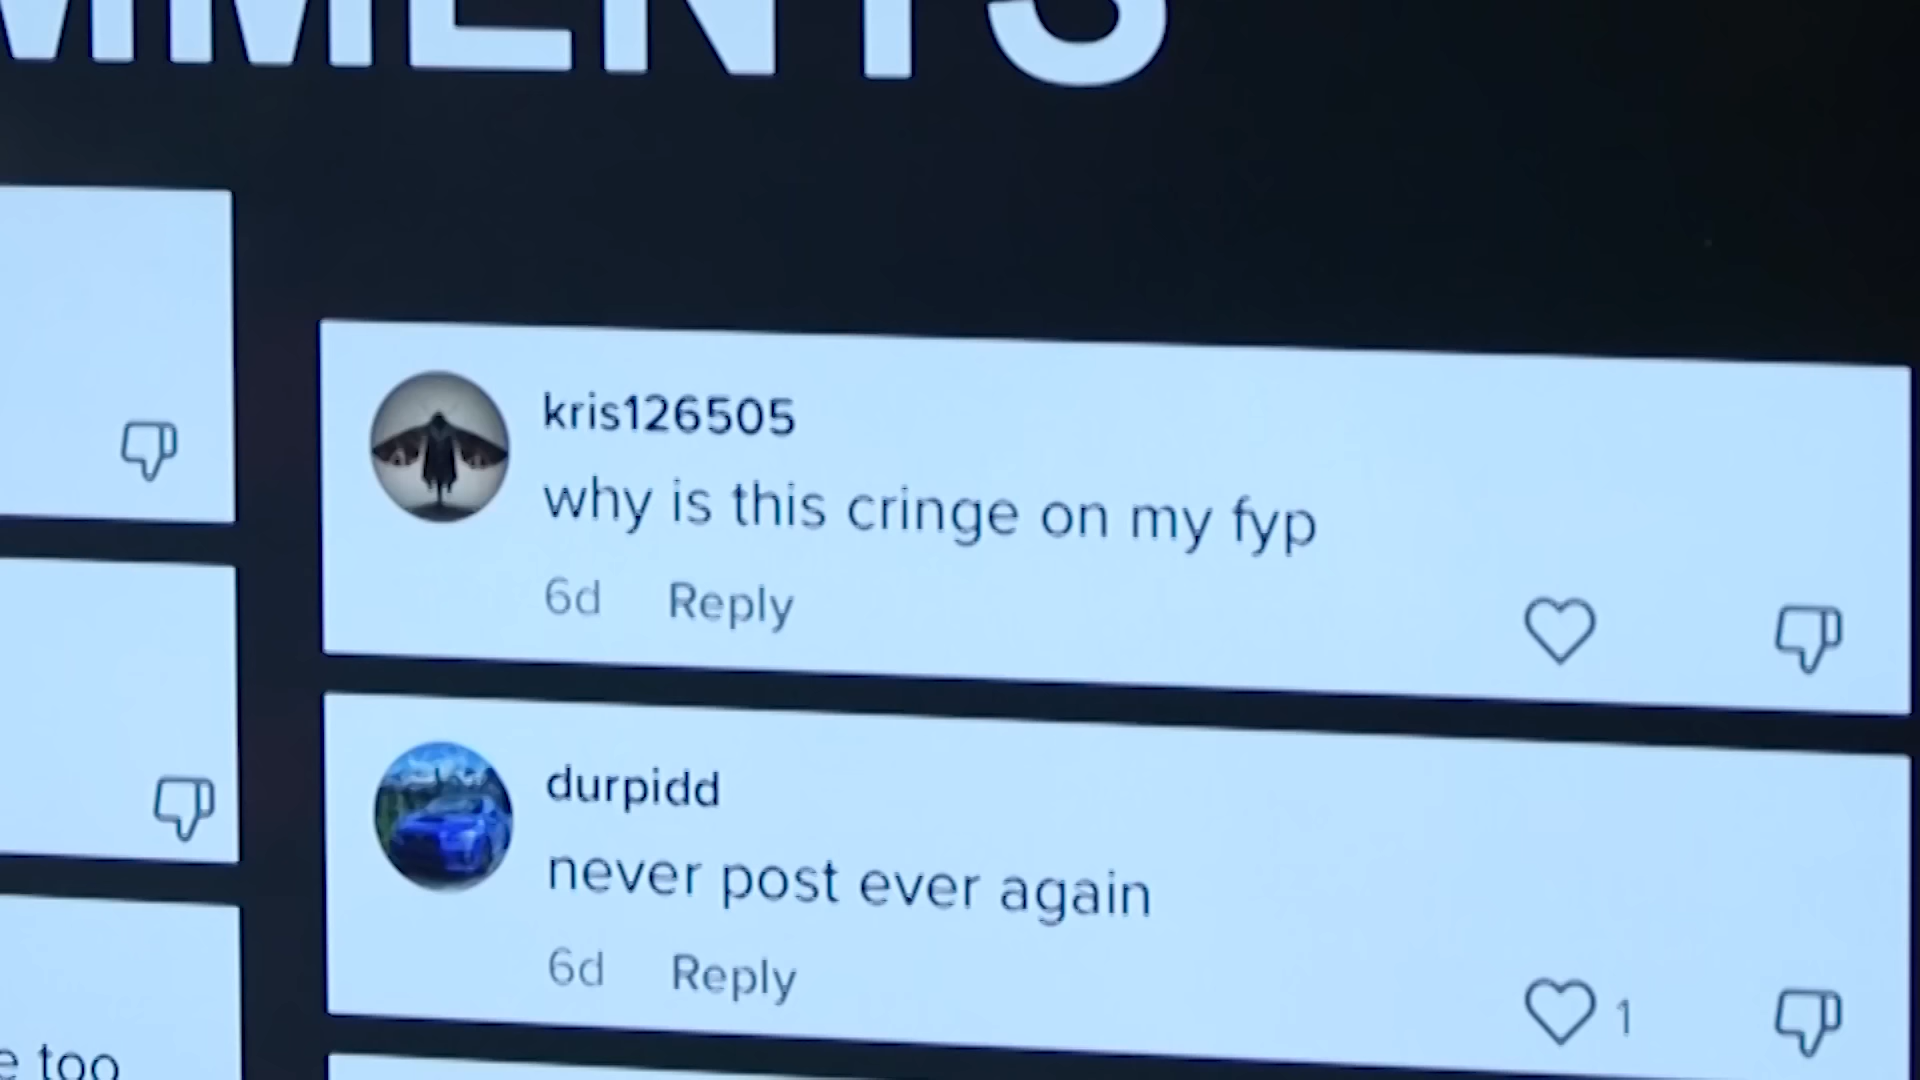 MMENTS
kris126505
why is this cringe on my fyp
6d Reply
durpidd
never post ever again
6d Reply
1
e too